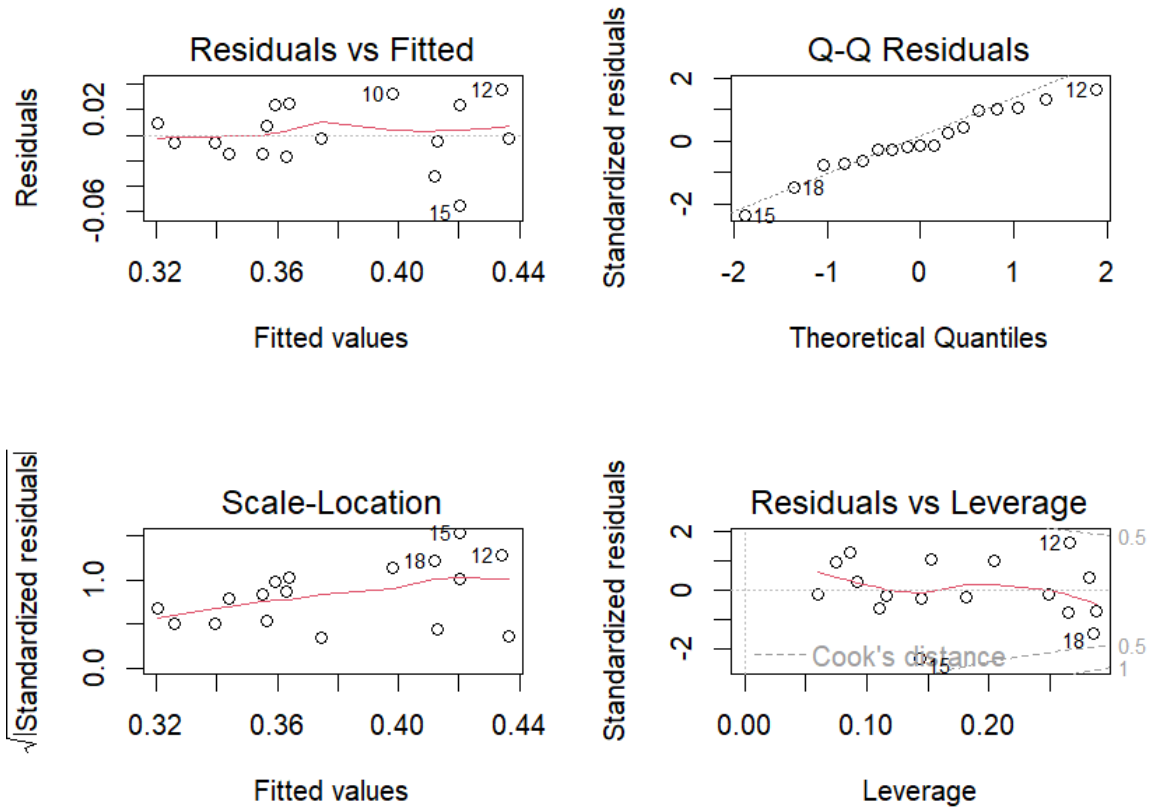 Residuals vs Fitted
Residuals
0.02
-0.06
10
12
15
0.32 0.36 0.40 0.44
Fitted values
Q-Q Residuals
Standardized residuals
2
0
-2
12
18
15
-2 -1 0 1 2
Theoretical Quantiles
Scale-Location
√|Standardized residuals|
1.0
0.0
15
18
12
0.32 0.36 0.40 0.44
Fitted values
Residuals vs Leverage
Standardized residuals
2
0
-2
12
18
15
Cook's distance
0.5
0.5
1
0.00 0.10 0.20
Leverage